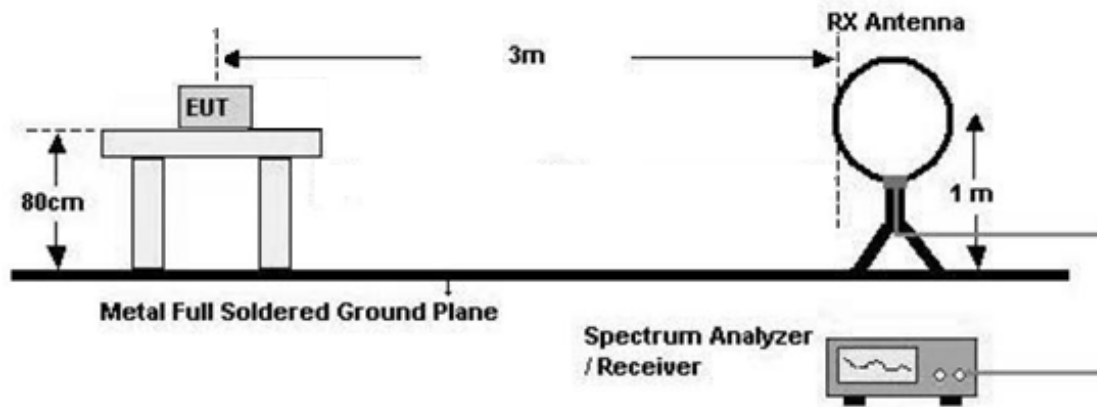 RX Antenna
3m
EUT
80cm
1 m
Metal Full Soldered Ground Plane
Spectrum Analyzer
/ Receiver